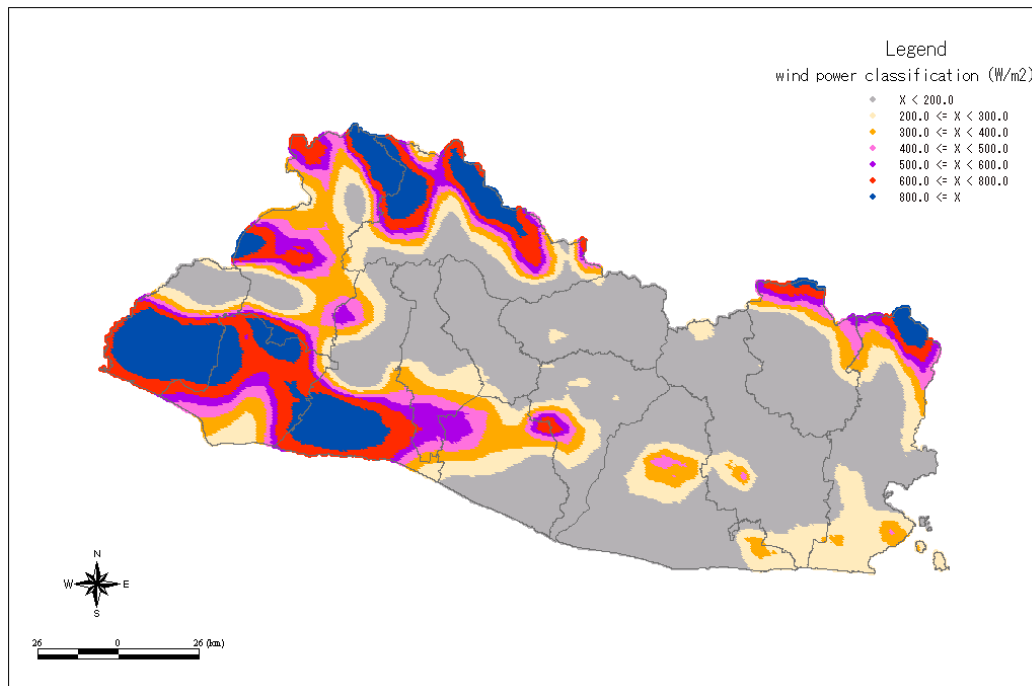 Legend
wind power classification (W/m2)
X < 200.0
200.0 <= X < 300.0
300.0 <= X < 400.0
400.0 <= X < 500.0
500.0 <= X < 600.0
600.0 <= X < 800.0
800.0 <= X
N
W E
S
26 0 26 (km)